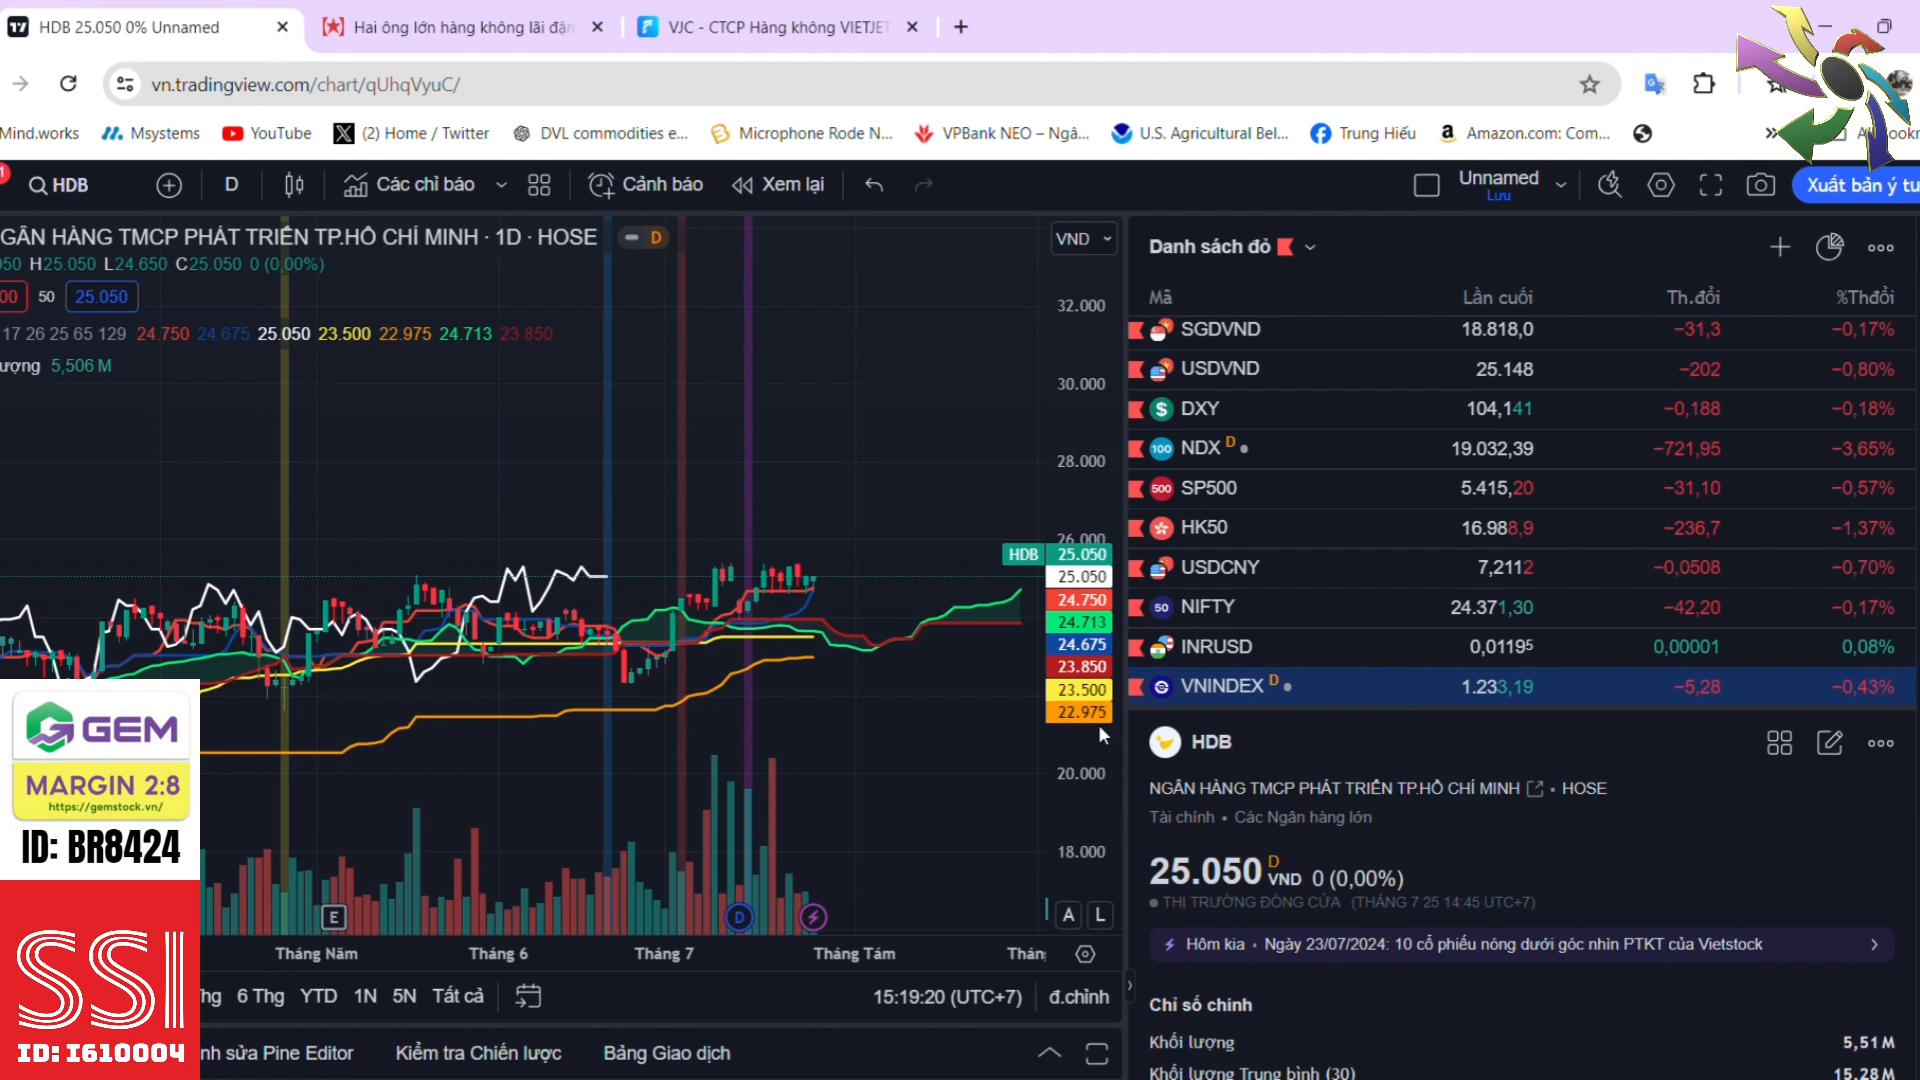 HDB 25.050 0% Unnamed
Hai ông lớn hàng không lãi đậm
VJC - CTCP Hàng không VIETJET
vn.tradingview.com/chart/qUhqVyuC/
Mind.works
Msystems
YouTube
(2) Home / Twitter
DVL commodities e...
Microphone Rode N...
VPBank NEO – Ngâ...
U.S. Agricultural Bel...
Trung Hiếu
Amazon.com: Com...
HDB
D
Các chỉ báo
Cảnh báo
Xem lại
Unnamed
Lưu
Xuất bản ý tư
GÂN HÀNG TMCP PHÁT TRIỂN TP.HỒ CHÍ MINH · 1D · HOSE
D
050 H25.050 L24.650 C25.050 0 (0,00%)
00 50 25.050
17 26 25 65 129 24.750 24.675 25.050 23.500 22.975 24.713 23.850
ượng 5,506 M
VND
32.000
30.000
28.000
26.000
HDB 25.050
25.050
24.750
24.713
24.675
23.850
23.500
22.975
20.000
18.000
A L
E
D
Tháng Năm
Tháng 6
Tháng 7
Tháng Tám
Thán
6 Thg YTD 1N 5N Tất cả
15:19:20 (UTC+7)
đ.chỉnh
nh sửa Pine Editor
Kiểm tra Chiến lược
Bảng Giao dịch
Danh sách đỏ
Mã Lần cuối Th.đổi %Thđổi
SGDVND 18.818,0 −31,3 −0,17%
USDVND 25.148 −202 −0,80%
DXY 104,141 −0,188 −0,18%
100 NDX D 19.032,39 −721,95 −3,65%
500 SP500 5.415,20 −31,10 −0,57%
HK50 16.988,9 −236,7 −1,37%
USDCNY 7,2112 −0,0508 −0,70%
50 NIFTY 24.371,30 −42,20 −0,17%
INRUSD 0,01195 0,00001 0,08%
VNINDEX D 1.233,19 −5,28 −0,43%
HDB
NGÂN HÀNG TMCP PHÁT TRIỂN TP.HỒ CHÍ MINH • HOSE
Tài chính • Các Ngân hàng lớn
25.050 D VND 0 (0,00%)
THỊ TRƯỜNG ĐÓNG CỬA (THÁNG 7 25 14:45 UTC+7)
Hôm kia • Ngày 23/07/2024: 10 cổ phiếu nóng dưới góc nhìn PTKT của Vietstock
Chỉ số chính
Khối lượng 5,51M
Khối lượng Trung bình (30) 15,28M
GEM
MARGIN 2:8
https://gemstock.vn/
ID: BR8424
SSI
ID: I610004